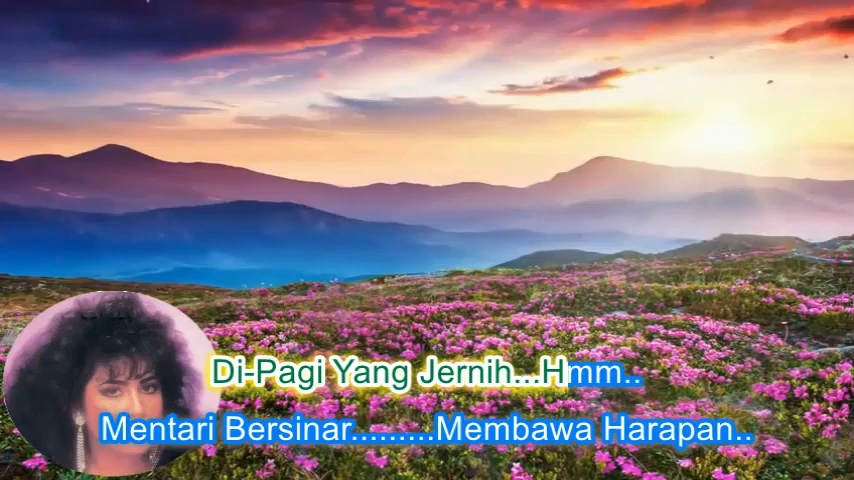 Di-Pagi Yang Jernih...Hmm..
Mentari Bersinar.........Membawa Harapan..